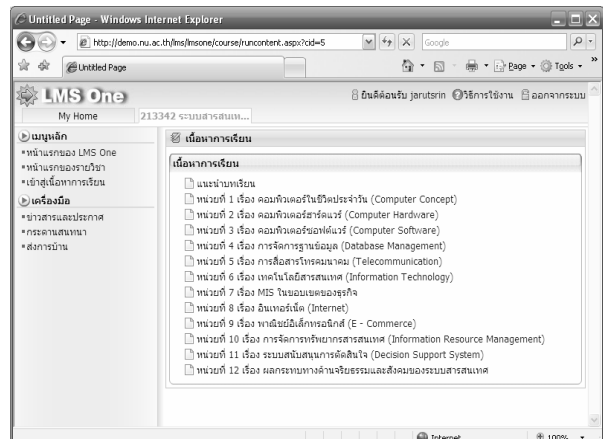 Untitled Page - Windows Internet Explorer
http://demo.nu.ac.th/lms/lmsone/course/runcontent.aspx?cid=5
Google
Untitled Page
Page
Tools
LMS One
ยินดีต้อนรับ jarutsrin วิธีการใช้งาน ออกจากระบบ
My Home
213342 ระบบสารสนเท...
เมนูหลัก
หน้าแรกของ LMS One
หน้าแรกของรายวิชา
เข้าสู่เนื้อหาการเรียน
เครื่องมือ
ข่าวสารและประกาศ
กระดานสนทนา
ส่งการบ้าน
เนื้อหาการเรียน
เนื้อหาการเรียน
แนะนำบทเรียน
หน่วยที่ 1 เรื่อง คอมพิวเตอร์ในชีวิตประจำวัน (Computer Concept)
หน่วยที่ 2 เรื่อง คอมพิวเตอร์ฮาร์ดแวร์ (Computer Hardware)
หน่วยที่ 3 เรื่อง คอมพิวเตอร์ซอฟต์แวร์ (Computer Software)
หน่วยที่ 4 เรื่อง การจัดการฐานข้อมูล (Database Management)
หน่วยที่ 5 เรื่อง การสื่อสารโทรคมนาคม (Telecommunication)
หน่วยที่ 6 เรื่อง เทคโนโลยีสารสนเทศ (Information Technology)
หน่วยที่ 7 เรื่อง MIS ในขอบเขตของธุรกิจ
หน่วยที่ 8 เรื่อง อินเทอร์เน็ต (Internet)
หน่วยที่ 9 เรื่อง พาณิชย์อิเล็กทรอนิกส์ (E - Commerce)
หน่วยที่ 10 เรื่อง การจัดการทรัพยากรสารสนเทศ (Information Resource Management)
หน่วยที่ 11 เรื่อง ระบบสนับสนุนการตัดสินใจ (Decision Support System)
หน่วยที่ 12 เรื่อง ผลกระทบทางด้านจริยธรรมและสังคมของระบบสารสนเทศ
Internet
100%